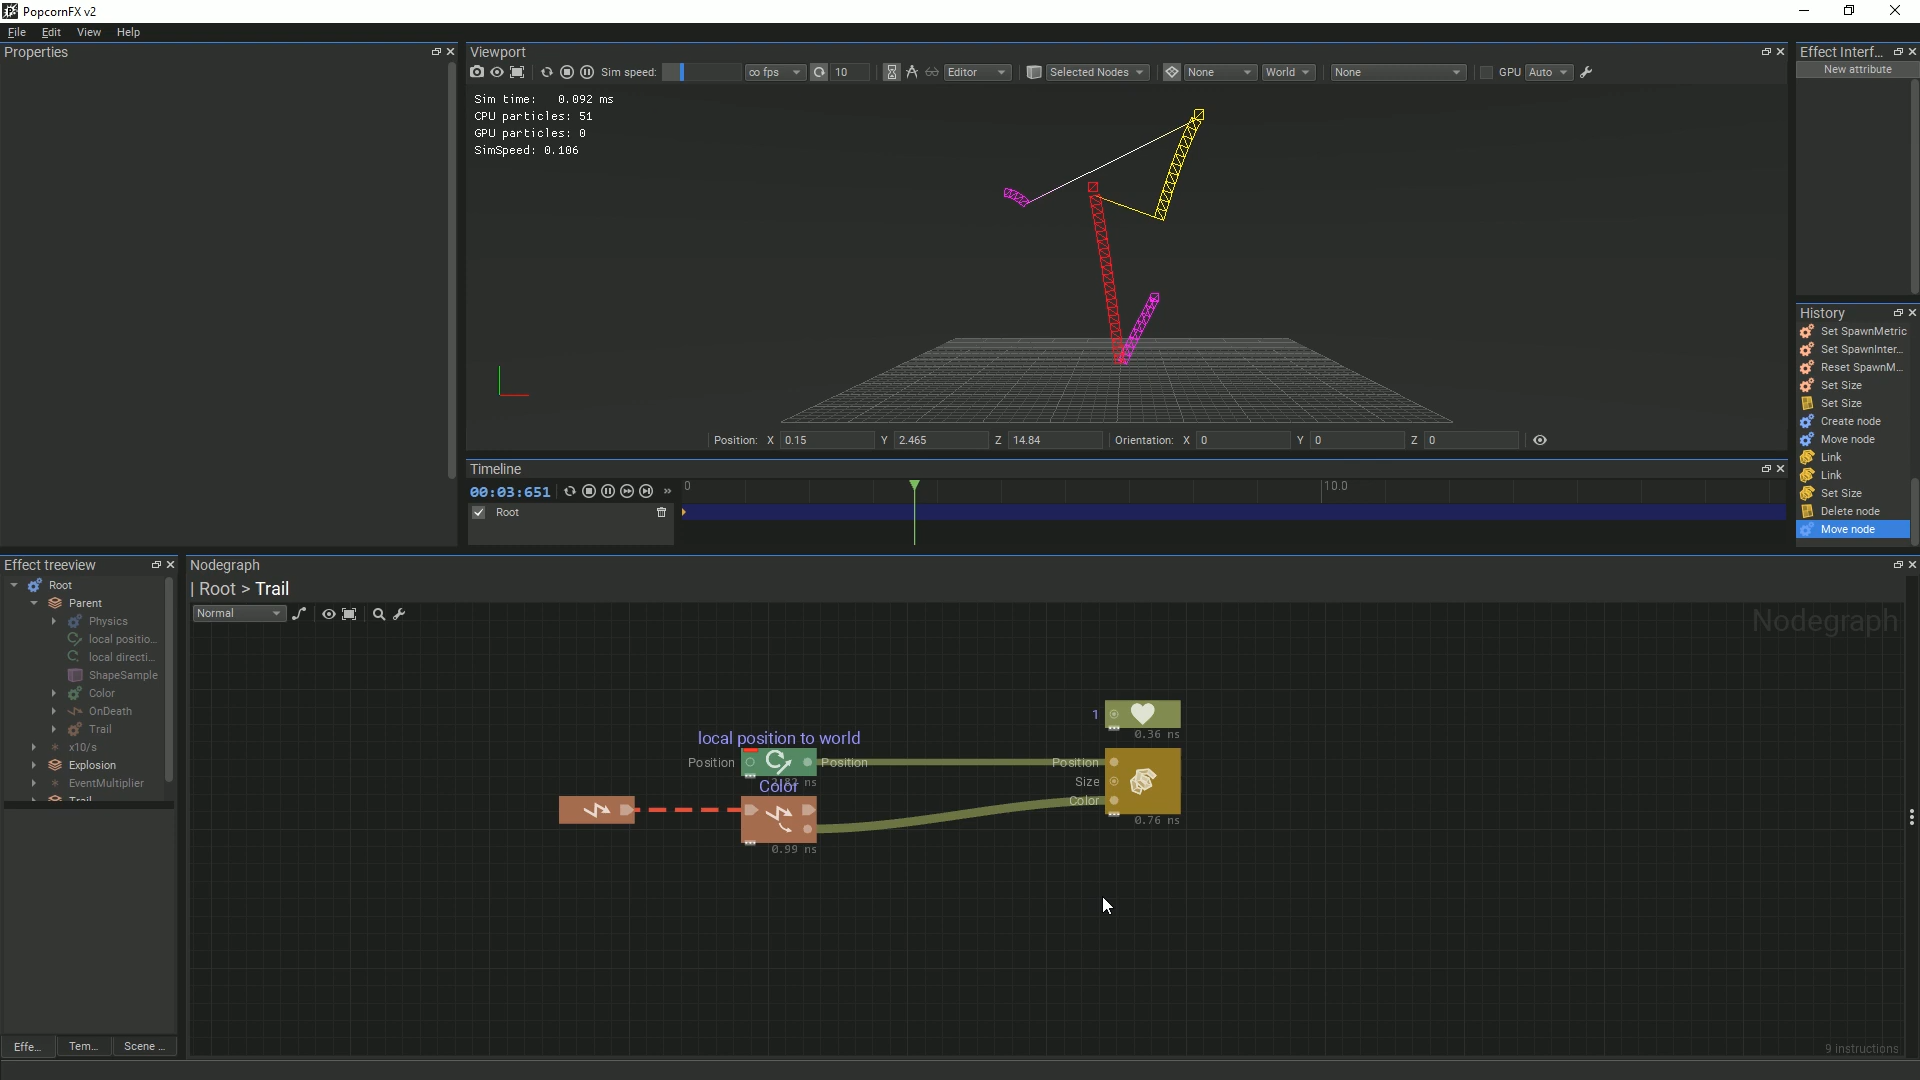 PopcornFX v2
File Edit View Help
Properties
Viewport
Effect Interf...
Sim speed: ∞ fps 10 Editor Selected Nodes None World None GPU Auto
New attribute
Sim time: 0.092 ms
CPU particles: 51
GPU particles: 0
SimSpeed: 0.106
History
Set SpawnMetric
Set SpawnInter...
Reset SpawnM...
Set Size
Set Size
Create node
Move node
Link
Link
Set Size
Delete node
Move node
Position: X 0.15 Y 2.465 Z 14.84 Orientation: X 0 Y 0 Z 0
Timeline
00:03:651 » 0 10.0
Root
Effect treeview
Root
Parent
Physics
local positio...
local directi...
ShapeSample
Color
OnDeath
Trail
x10/s
Explosion
EventMultiplier
Trail
Effe... Tem... Scene ...
Nodegraph
| Root > Trail
Normal
Nodegraph
1
0.36 ns
local position to world
Position Position Position
Size
Color
Color
0.76 ns
0.99 ns
9 instructions